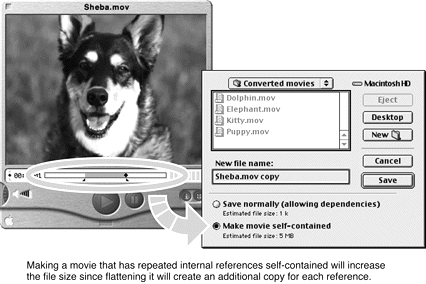 Sheba.mov
Converted movies
Macintosh HD
Dolphin.mov
Elephant.mov
Kitty.mov
Puppy.mov
Eject
Desktop
New
New file name:
Sheba.mov copy
Cancel
Save
Save normally (allowing dependencies)
Estimated file size: 1 k
Make movie self-contained
Estimated file size: 5 MB
Making a movie that has repeated internal references self-contained will increase
the file size since flattening it will create an additional copy for each reference.